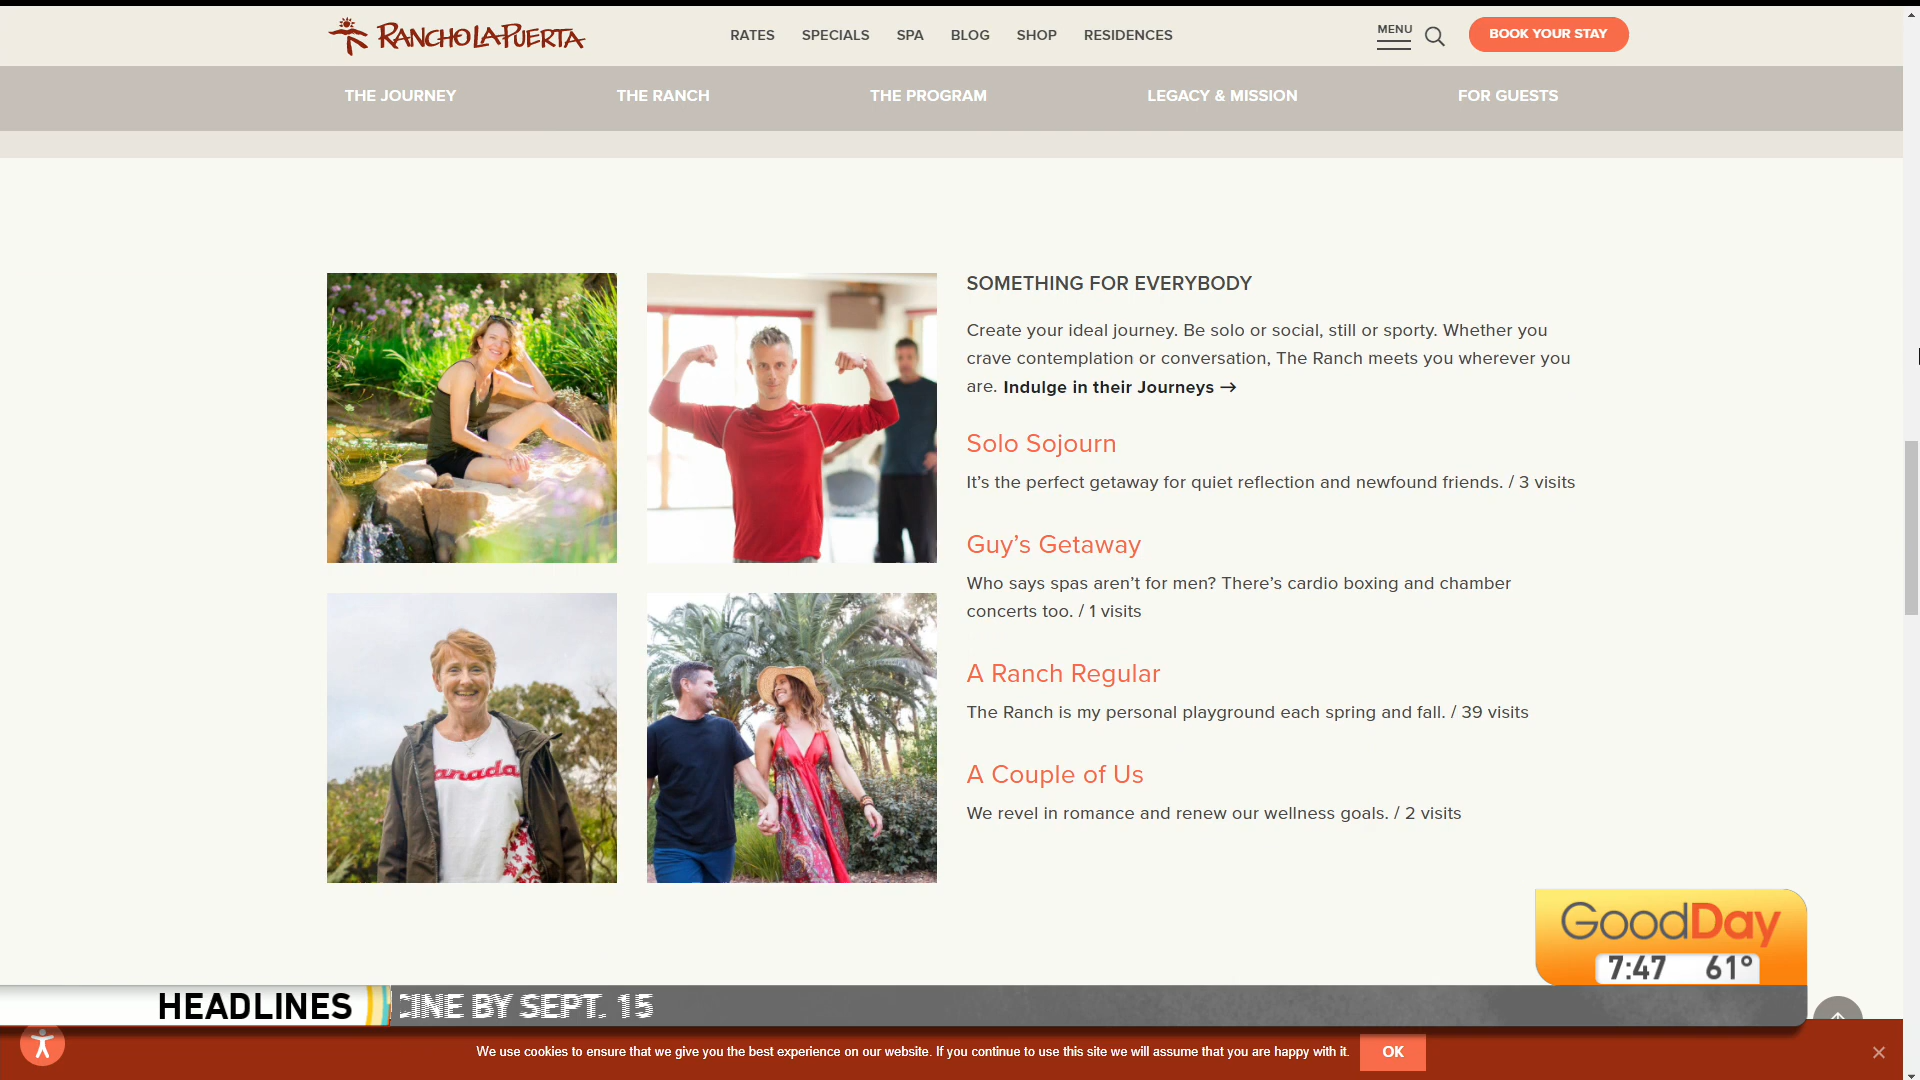 RANCHO LA PUERTA
RATES SPECIALS SPA BLOG SHOP RESIDENCES
MENU
BOOK YOUR STAY
THE JOURNEY THE RANCH THE PROGRAM LEGACY & MISSION FOR GUESTS
SOMETHING FOR EVERYBODY
Create your ideal journey. Be solo or social, still or sporty. Whether you
crave contemplation or conversation, The Ranch meets you wherever you
are. Indulge in their Journeys →
Solo Sojourn
It’s the perfect getaway for quiet reflection and newfound friends. / 3 visits
Guy’s Getaway
Who says spas aren’t for men? There’s cardio boxing and chamber
concerts too. / 1 visits
A Ranch Regular
The Ranch is my personal playground each spring and fall. / 39 visits
A Couple of Us
We revel in romance and renew our wellness goals. / 2 visits
anada
GoodDay
7:47 61°
HEADLINES
CINE BY SEPT. 15
We use cookies to ensure that we give you the best experience on our website. If you continue to use this site we will assume that you are happy with it.
OK